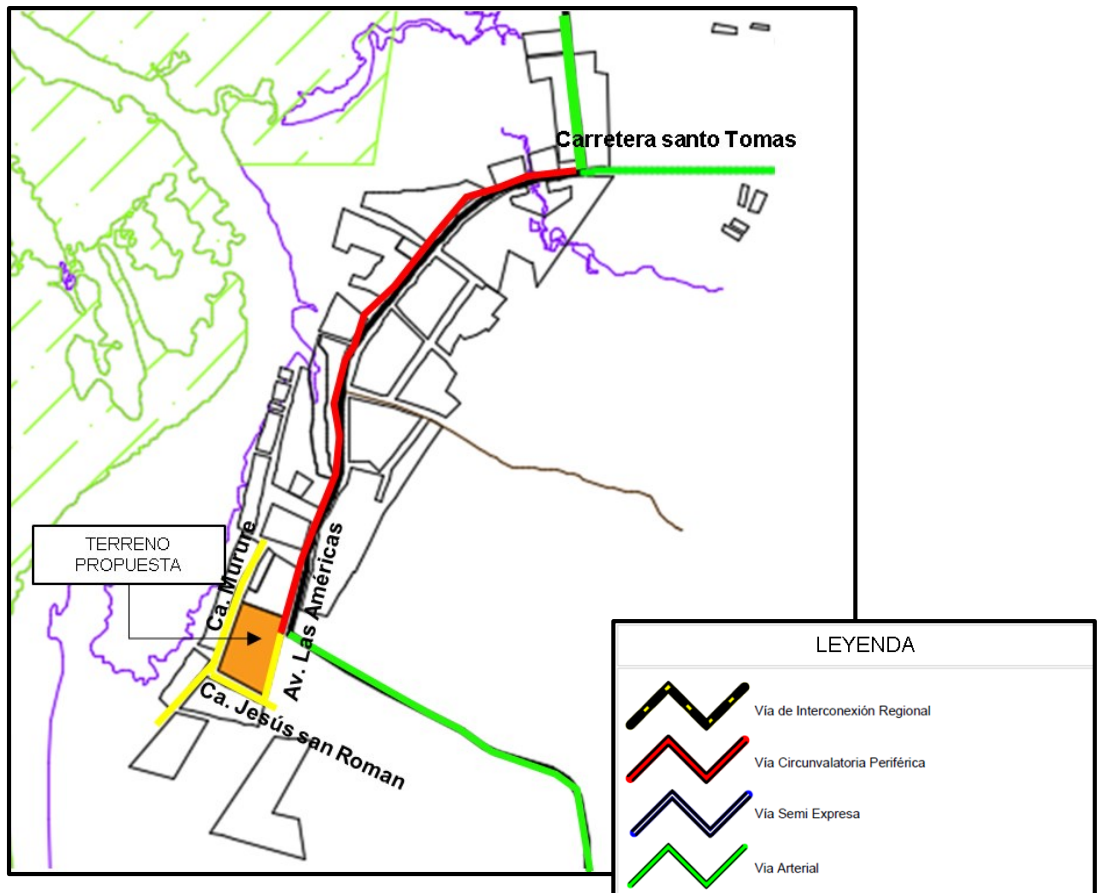 Carretera santo Tomas
Ca. Murure
TERRENO
PROPUESTA
Av. Las Américas
Ca. Jesús san Roman
LEYENDA
Vía de Interconexión Regional
Vía Circunvalatoria Periférica
Vía Semi Expresa
Via Arterial